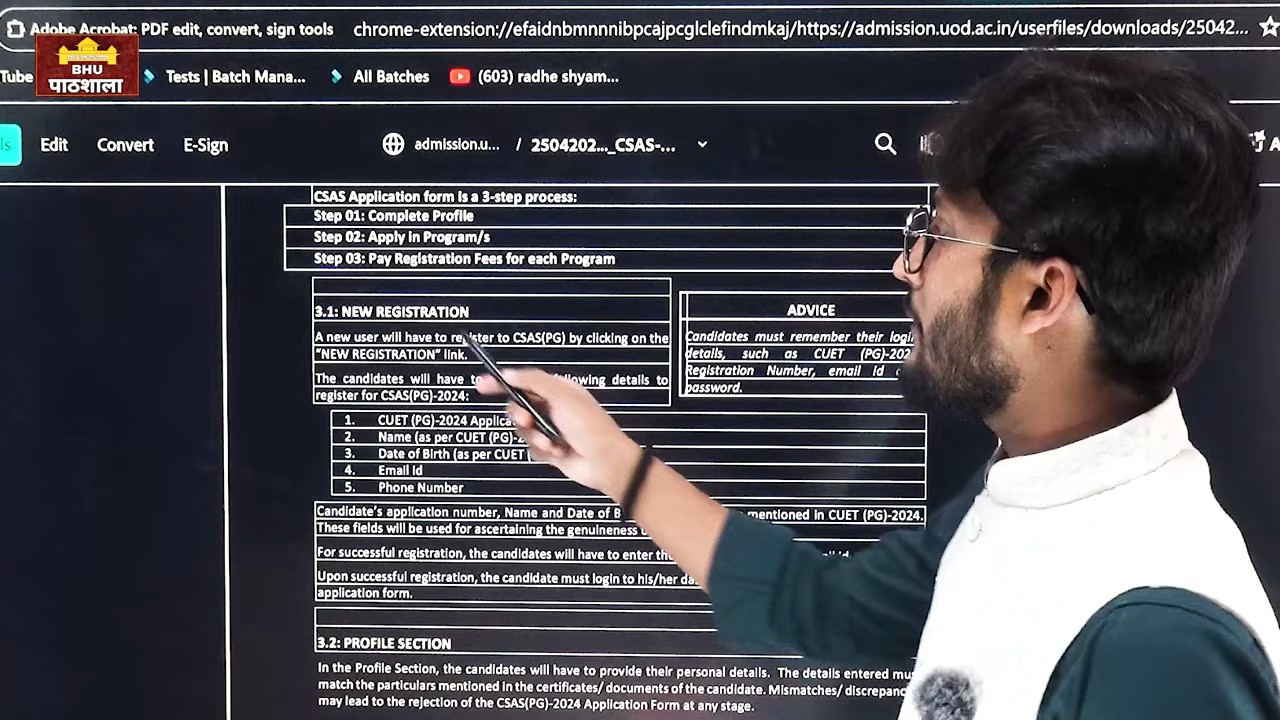 Adobe Acrobat: PDF edit, convert, sign tools chrome-extension://efaidnbmnnnibpcajpcglclefindmkaj/https://admission.uod.ac.in/userfiles/downloads/25042...
BHU
पाठशाला
Tube Tests | Batch Mana... All Batches (603) radhe shyam...
ls Edit Convert E-Sign admission.u... / 2504202..._CSAS-...
CSAS Application form is a 3-step process:
Step 01: Complete Profile
Step 02: Apply in Program/s
Step 03: Pay Registration Fees for each Program
3.1: NEW REGISTRATION
A new user will have to register to CSAS(PG) by clicking on the
“NEW REGISTRATION” link.
The candidates will have to following details to
register for CSAS(PG)-2024:
ADVICE
Candidates must remember their
details, such as CUET (PG)-202
Registration Number, email Id
password.
1. CUET (PG)-2024
2. Name (as per CUET (PG)-
3. Date of Birth (as per CUET
4. Email Id
5. Phone Number
Candidate's application number, Name and Date of mentioned in CUET (PG)-2024.
These fields will be used for ascertaining the genuineness
For successful registration, the candidates will have to enter
Upon successful registration, the candidate must login to his/her
application form.
3.2: PROFILE SECTION
In the Profile Section, the candidates will have to provide their personal details. The details entered
match the particulars mentioned in the certificates/ documents of the candidate. Mismatches/
may lead to the rejection of the CSAS(PG)-2024 Application Form at any stage.